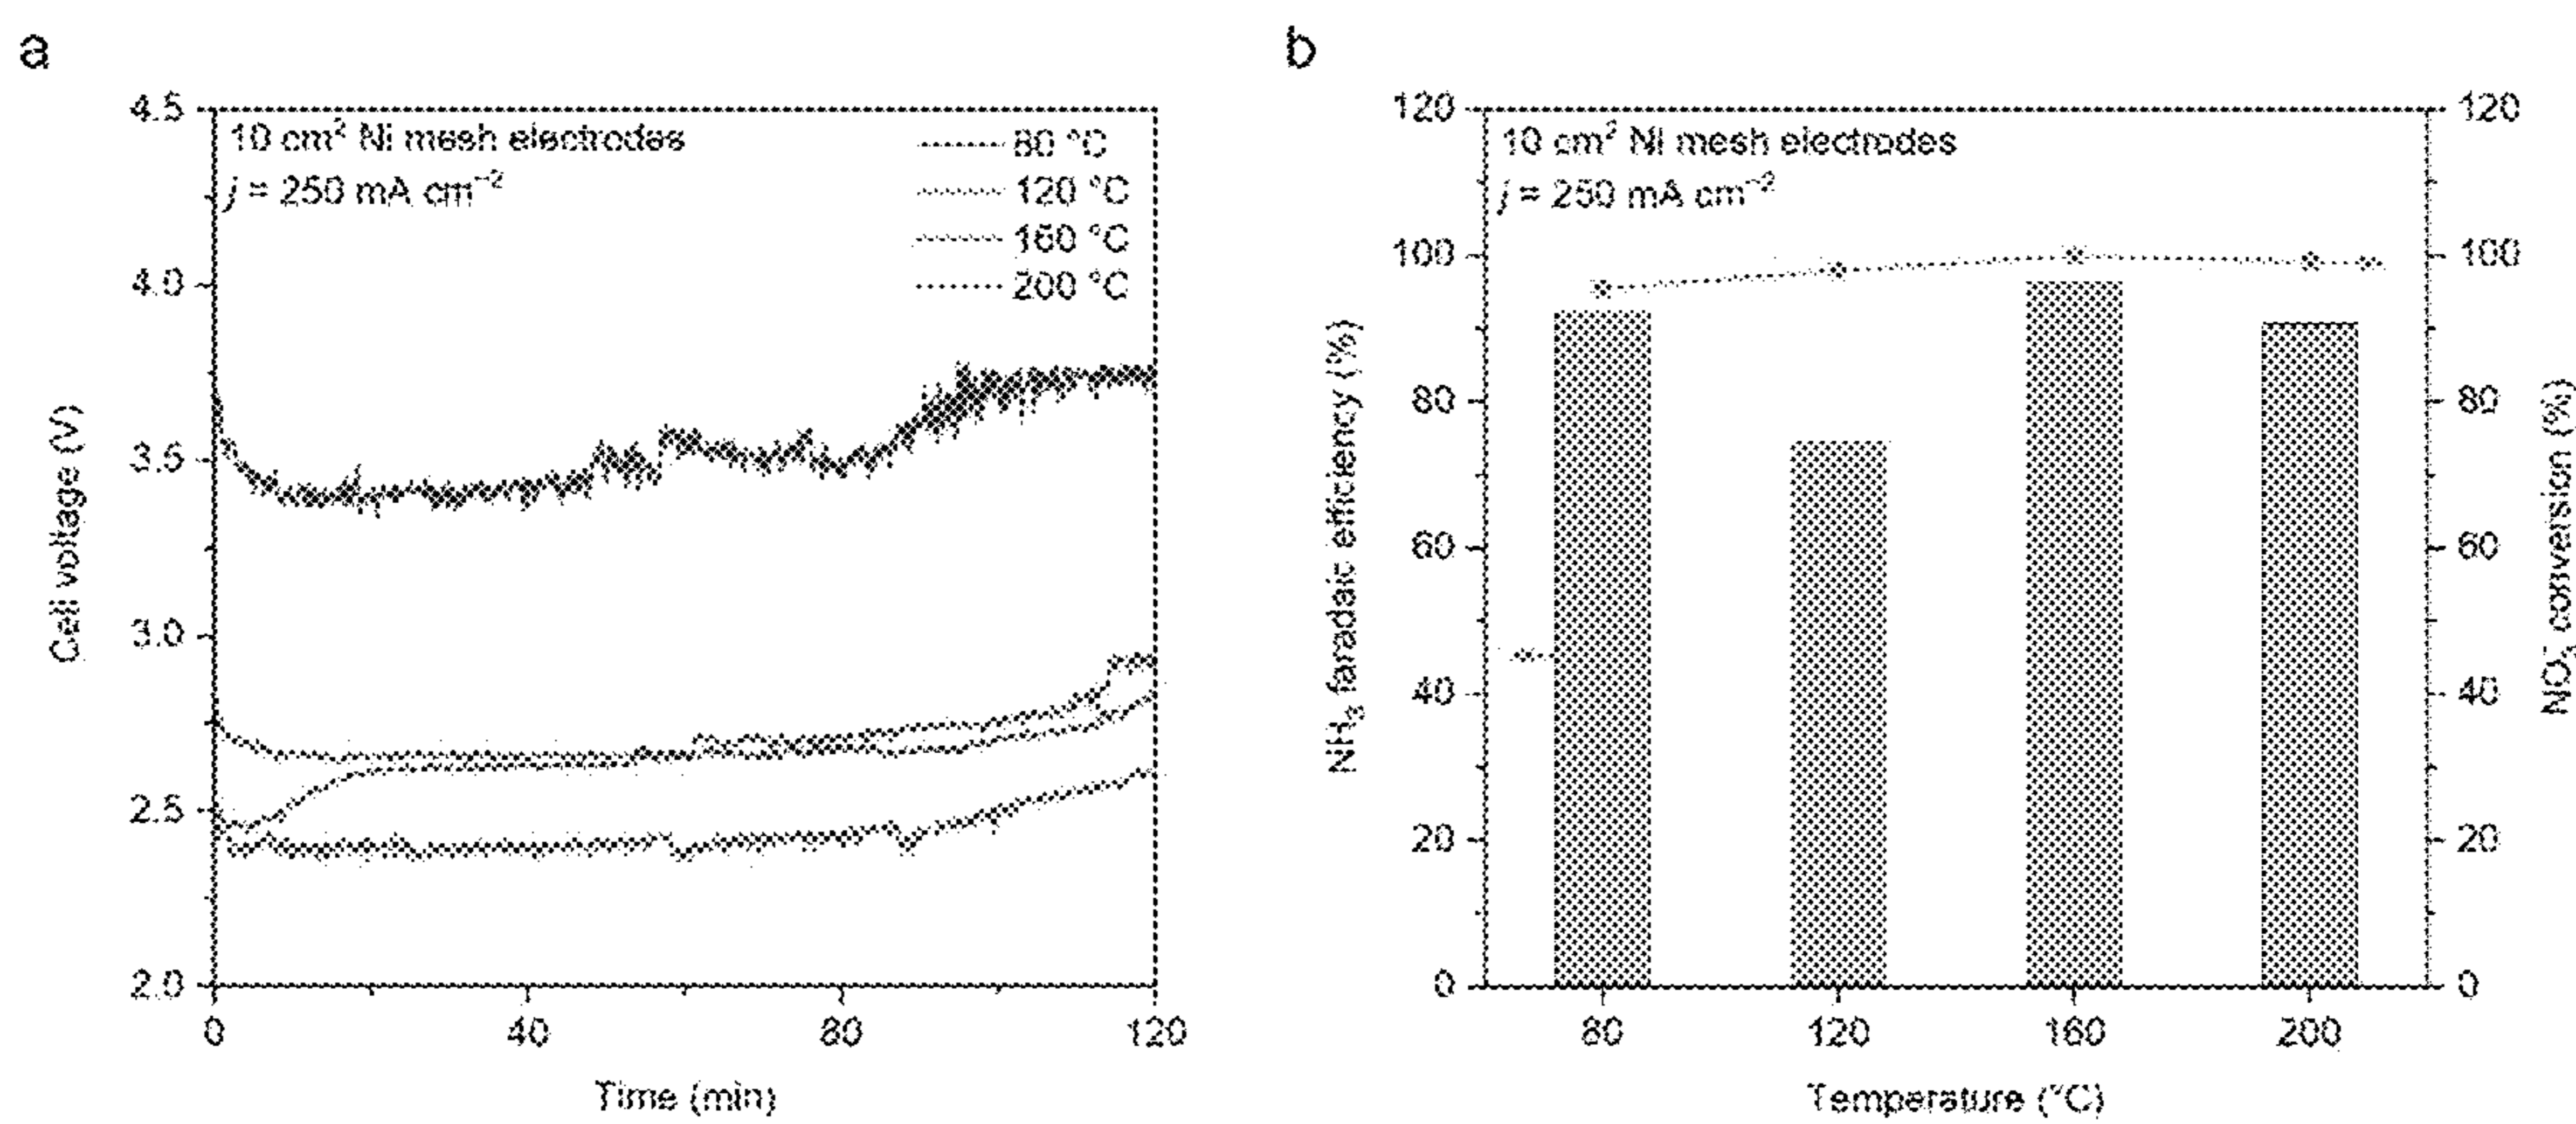 a
4.5
4.0
3.5
3.0
2.5
2.0
Cell voltage (V)
10 cm² Ni mesh electrodes
j = 250 mA cm⁻²
80 °C
120 °C
160 °C
200 °C
0
40
80
120
Time (min)
b
120
100
80
60
40
20
0
NH₃ faradaic efficiency (%)
10 cm² Ni mesh electrodes
j = 250 mA cm⁻²
120
100
80
60
40
20
0
NO₃⁻ conversion (%)
80
120
160
200
Temperature (°C)